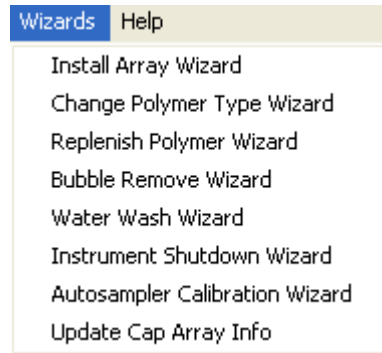 Wizards Help
Install Array Wizard
Change Polymer Type Wizard
Replenish Polymer Wizard
Bubble Remove Wizard
Water Wash Wizard
Instrument Shutdown Wizard
Autosampler Calibration Wizard
Update Cap Array Info